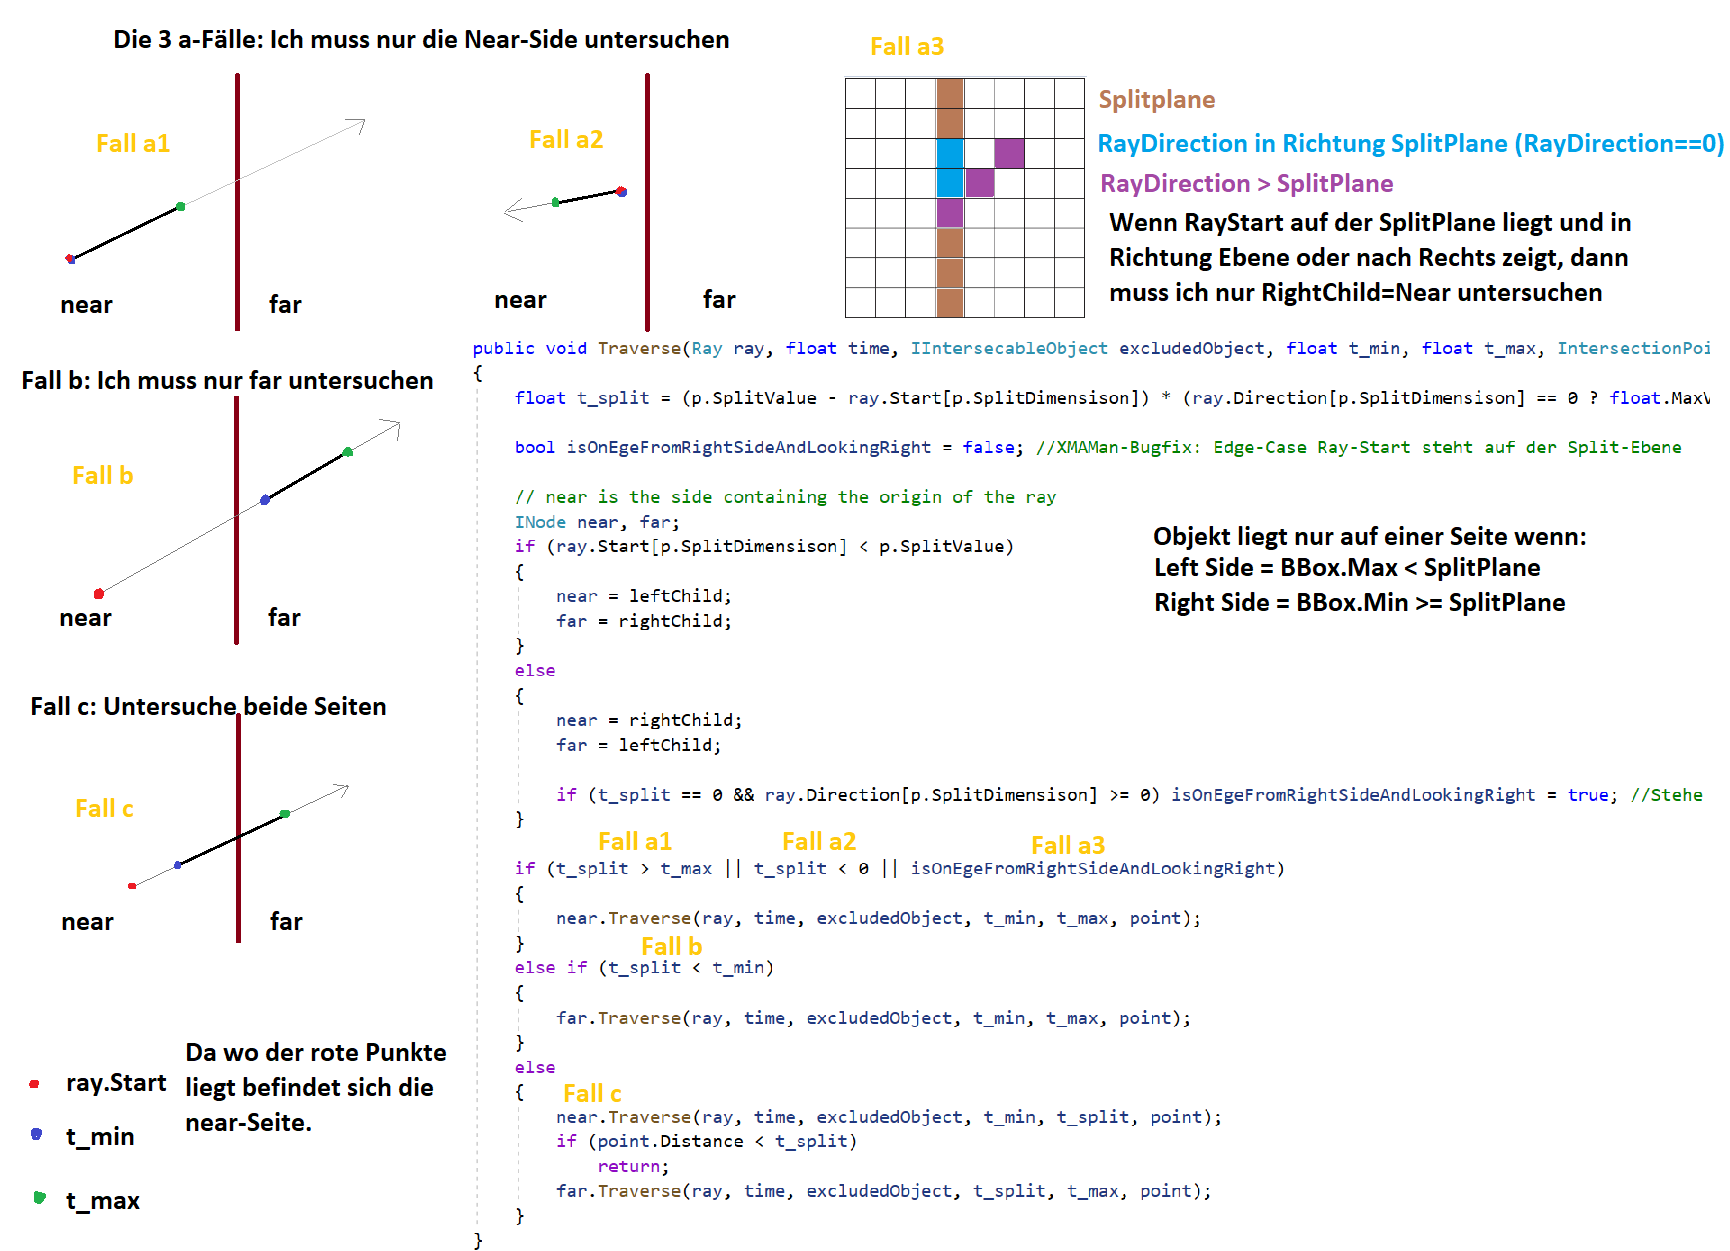 Die 3 a-Fälle: Ich muss nur die Near-Side untersuchen
Fall a1
near
far
Fall a2
near
far
Fall a3
Splitplane
RayDirection in Richtung SplitPlane (RayDirection==0)
RayDirection > SplitPlane
Wenn RayStart auf der SplitPlane liegt und in
Richtung Ebene oder nach Rechts zeigt, dann
muss ich nur RightChild=Near untersuchen
Fall b: Ich muss nur far untersuchen
Fall b
near
far
Fall c: Untersuche beide Seiten
Fall c
near
far
ray.Start
t_min
t_max
Da wo der rote Punkte
liegt befindet sich die
near-Seite.
public void Traverse(Ray ray, float time, IIntersecableObject excludedObject, float t_min, float t_max, IntersectionPoi
{
float t_split = (p.SplitValue - ray.Start[p.SplitDimensison]) * (ray.Direction[p.SplitDimensison] == 0 ? float.MaxV
bool isOnEgeFromRightSideAndLookingRight = false; //XMAMan-Bugfix: Edge-Case Ray-Start steht auf der Split-Ebene
// near is the side containing the origin of the ray
INode near, far;
if (ray.Start[p.SplitDimensison] < p.SplitValue)
{
near = leftChild;
far = rightChild;
}
else
{
near = rightChild;
far = leftChild;
if (t_split == 0 && ray.Direction[p.SplitDimensison] >= 0) isOnEgeFromRightSideAndLookingRight = true; //Stehe
}
Fall a1 Fall a2 Fall a3
if (t_split > t_max || t_split < 0 || isOnEgeFromRightSideAndLookingRight)
{
near.Traverse(ray, time, excludedObject, t_min, t_max, point);
}
Fall b
else if (t_split < t_min)
{
far.Traverse(ray, time, excludedObject, t_min, t_max, point);
}
else
{
Fall c
near.Traverse(ray, time, excludedObject, t_min, t_split, point);
if (point.Distance < t_split)
return;
far.Traverse(ray, time, excludedObject, t_split, t_max, point);
}
}
Objekt liegt nur auf einer Seite wenn:
Left Side = BBox.Max < SplitPlane
Right Side = BBox.Min >= SplitPlane